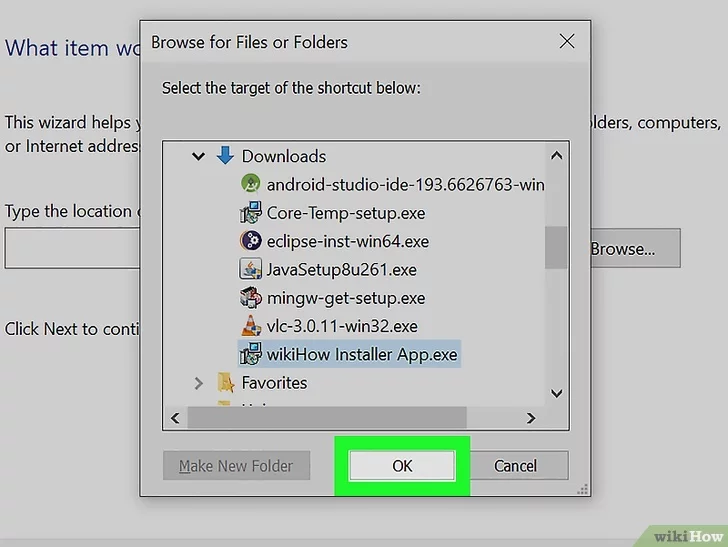 Browse for Files or Folders
What item wo
Select the target of the shortcut below:
This wizard helps y
lders, computers,
or Internet addres
Downloads
android-studio-ide-193.6626763-win
Core-Temp-setup.exe
Type the location o
eclipse-inst-win64.exe
Browse...
JavaSetup8u261.exe
mingw-get-setup.exe
Click Next to conti
vlc-3.0.11-win32.exe
wikiHow Installer App.exe
Favorites
Make New Folder
OK
Cancel
wikiHow